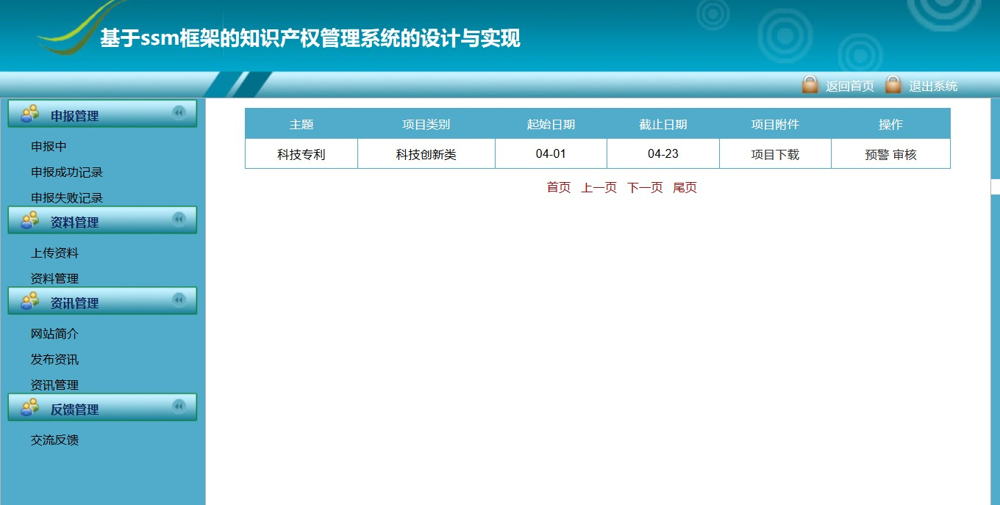 基于ssm框架的知识产权管理系统的设计与实现
返回首页 退出系统
申报管理
申报中
申报成功记录
申报失败记录
资料管理
上传资料
资料管理
资讯管理
网站简介
发布资讯
资讯管理
反馈管理
交流反馈
主题 项目类别 起始日期 截止日期 项目附件 操作
科技专利 科技创新类 04-01 04-23 项目下载 预警 审核
首页 上一页 下一页 尾页